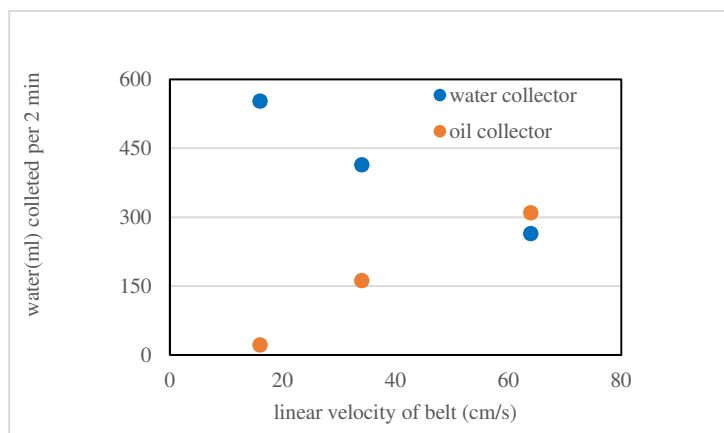 water(ml) colleted per 2 min
600
450
300
150
0
water collector
oil collector
0 20 40 60 80
linear velocity of belt (cm/s)